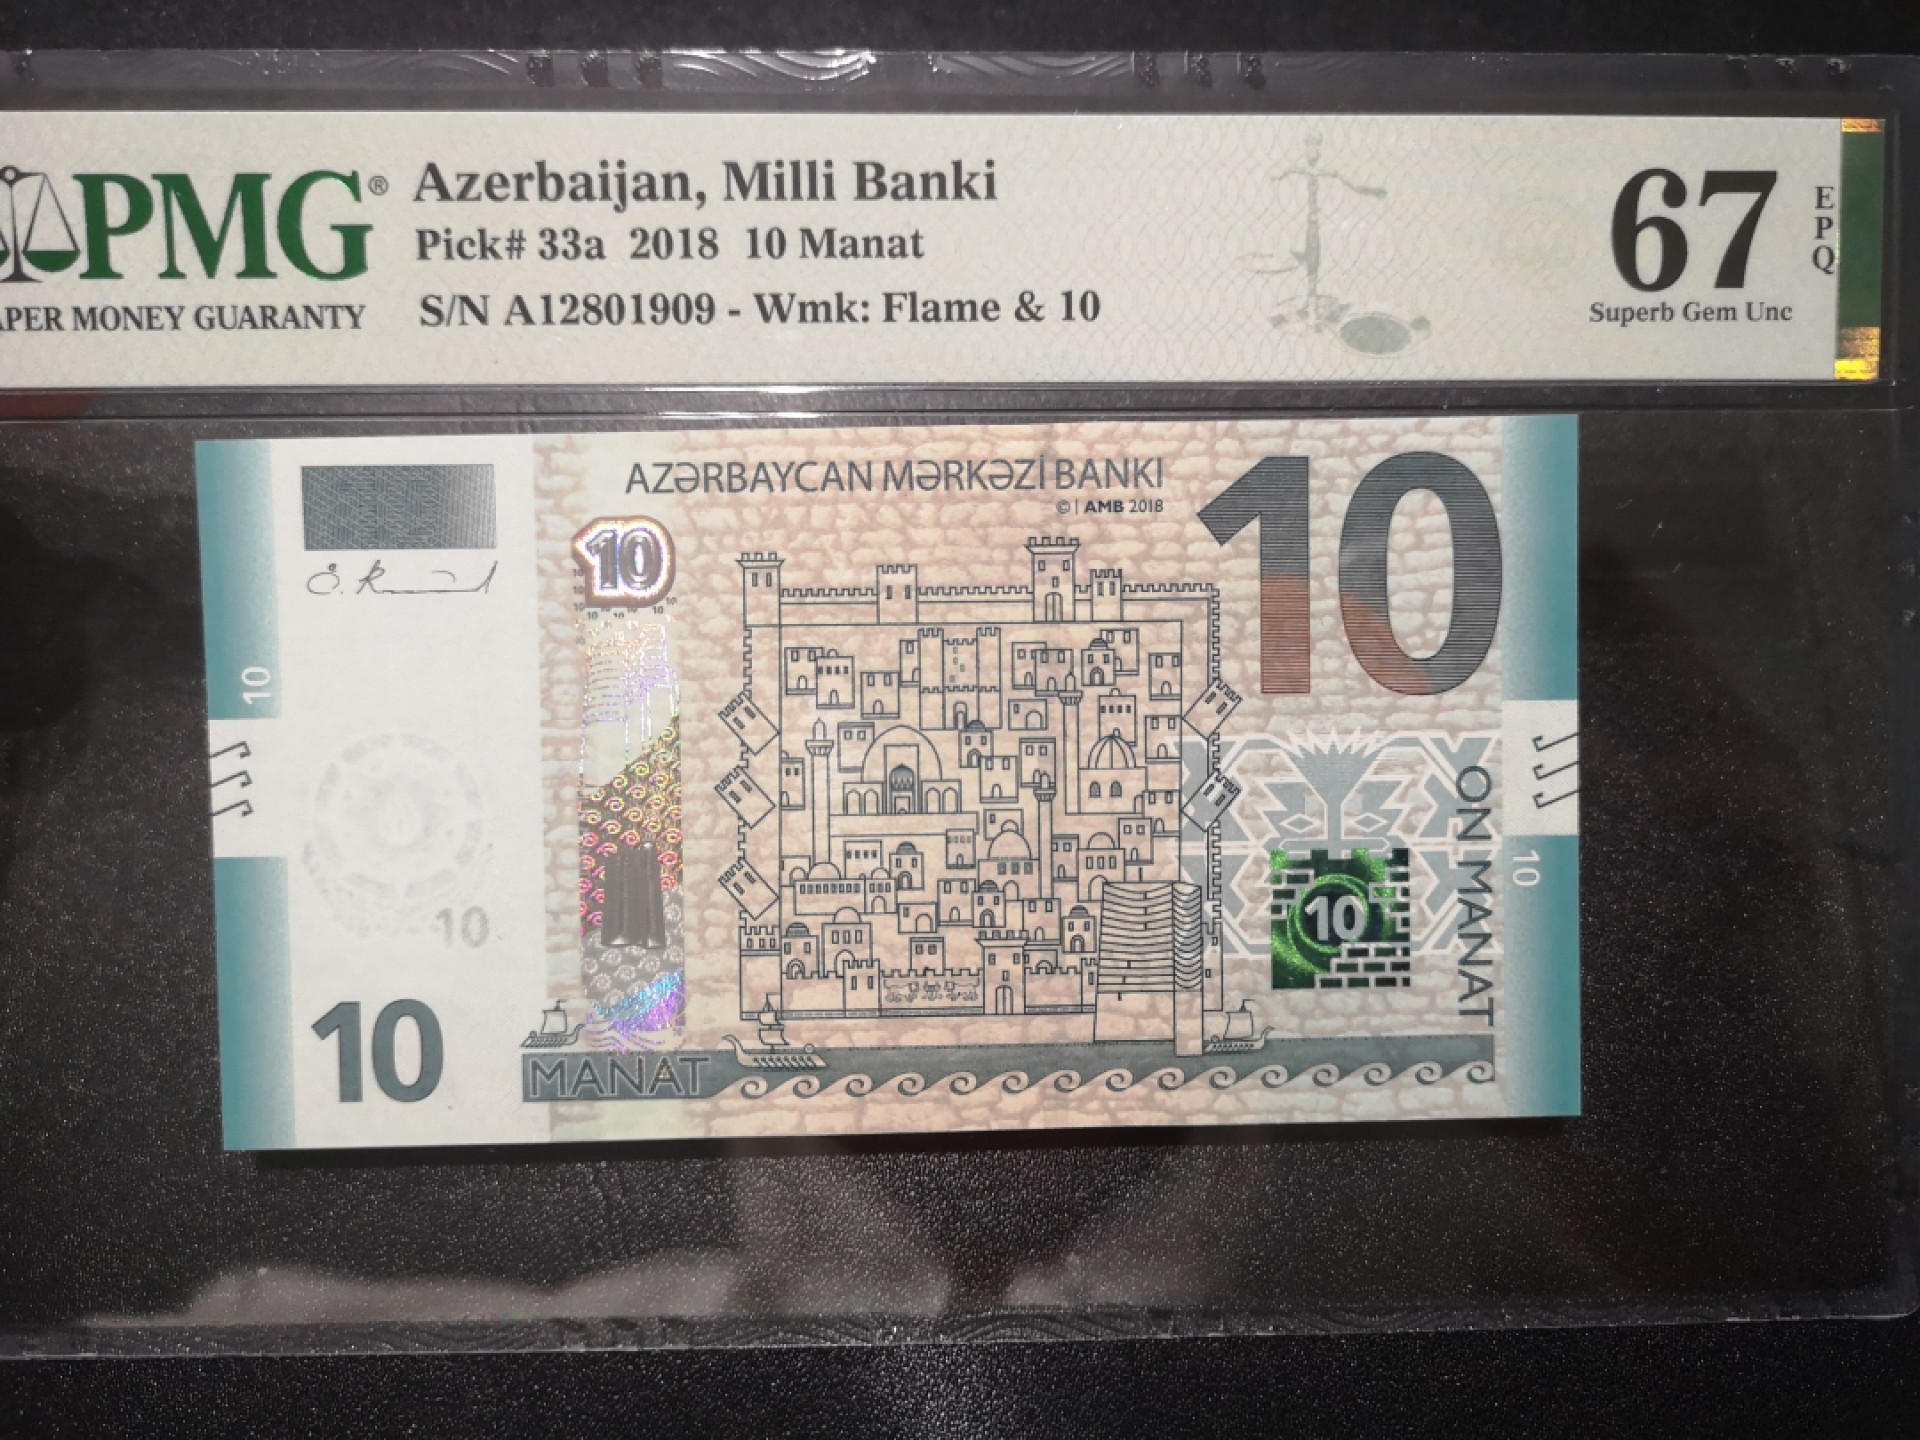 PMG®
APER MONEY GUARANTY
Azerbaijan, Milli Banki
Pick# 33a 2018 10 Manat
S/N A12801909 - Wmk: Flame & 10
67
EPQ
Superb Gem Unc
AZƏRBAYCAN MƏRKƏZİ BANKI
© | AMB 2018
10
10
10
10
10
10
MANAT
ON MANAT
10
10